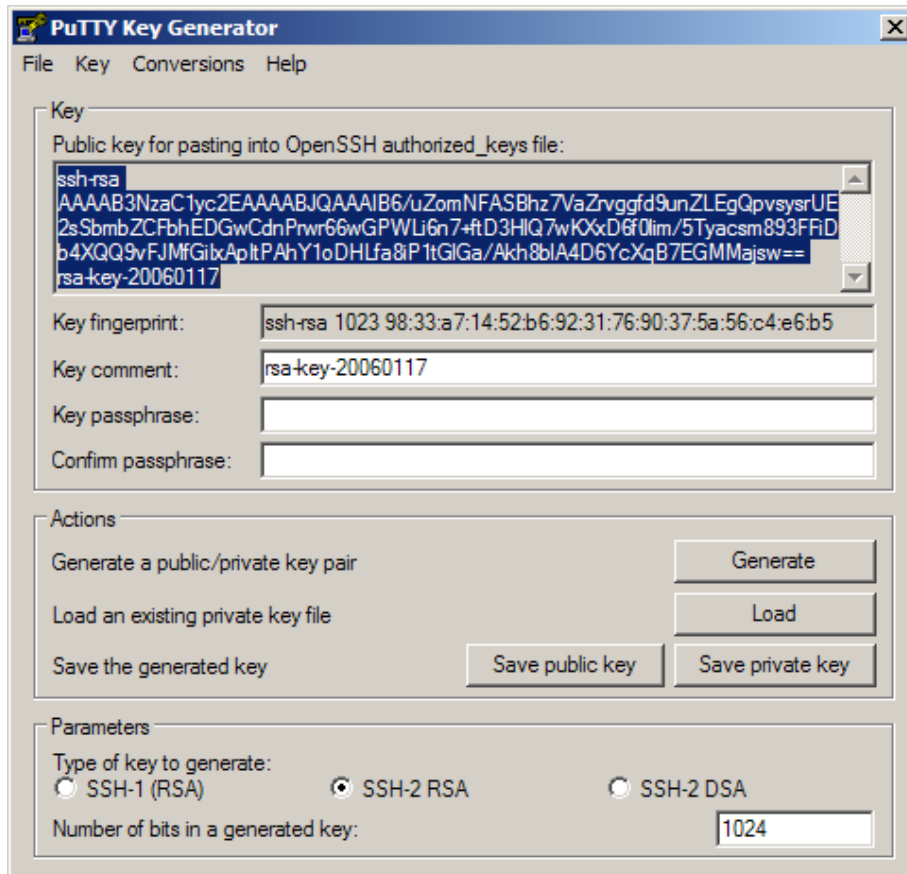 PuTTY Key Generator
File Key Conversions Help
Key
Public key for pasting into OpenSSH authorized_keys file:
ssh-rsa
AAAAB3NzaC1yc2EAAAABJQAAAIB6/uZomNFASBhz7VaZrvggfd9unZLEgQpvsysrUE
2sSbmbZCFbhEDGwCdnPrwr66wGPWLi6n7+ftD3HlQ7wKXxD6f0lim/5Tyacsm893FFiD
b4XQQ9vFJMfGilxApltPAhY1oDHLfa8iP1tGlGa/Akh8blA4D6YcXqB7EGMMajsw==
rsa-key-20060117
Key fingerprint: ssh-rsa 1023 98:33:a7:14:52:b6:92:31:76:90:37:5a:56:c4:e6:b5
Key comment: rsa-key-20060117
Key passphrase:
Confirm passphrase:
Actions
Generate a public/private key pair Generate
Load an existing private key file Load
Save the generated key Save public key Save private key
Parameters
Type of key to generate:
SSH-1 (RSA) SSH-2 RSA SSH-2 DSA
Number of bits in a generated key: 1024